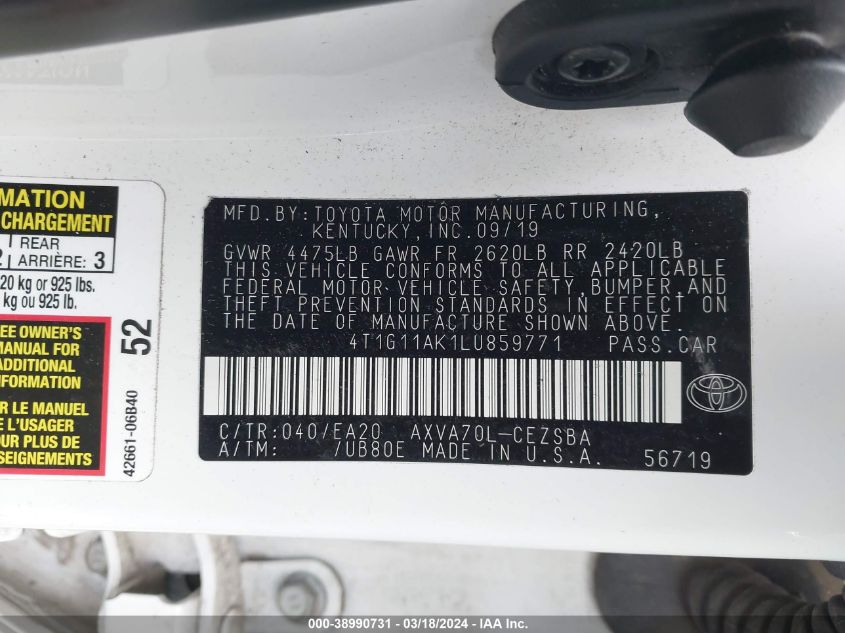 MATION
CHARGEMENT
REAR
ARRIÈRE: 3
20 kg or 925 lbs.
kg ou 925 lb.
EE OWNER'S
MANUAL FOR
ADDITIONAL
NFORMATION
R LE MANUEL
E L'USAGER
OUR PLUS DE
SEIGNEMENTS
52
42661-06B40
MFD.BY:TOYOTA MOTOR MANUFACTURING,
KENTUCKY,INC.09/19
GVWR 4475LB GAWR FR 2620LB RR 2420LB
THIS VEHICLE CONFORMS TO ALL APPLICABLE
FEDERAL MOTOR VEHICLE SAFETY,BUMPER,AND
THEFT PREVENTION STANDARDS IN EFFECT ON
THE DATE OF MANUFACTURE SHOWN ABOVE.
4T1G11AK1LU859771 PASS.CAR
C/TR:040/EA20 AXVA70L-CEZSBA
A/TM: /UB80E MADE IN U.S.A. 56719
000-38990731 - 03/18/2024 - IAA Inc.